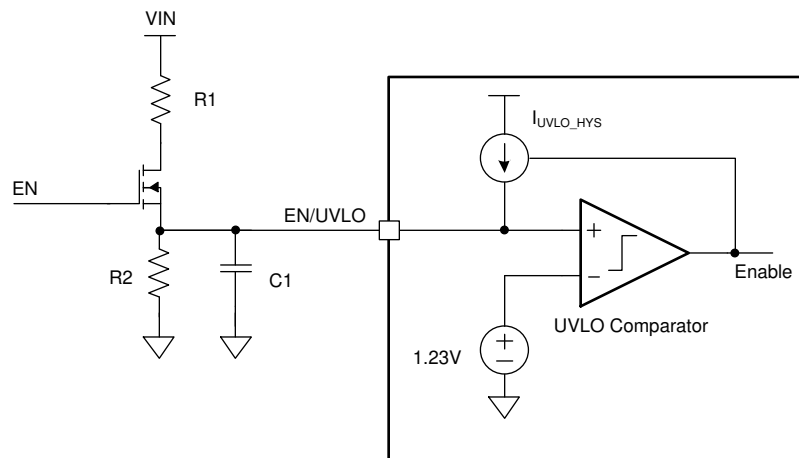 VIN
R1
I_UVLO_HYS
EN
EN/UVLO
+
−
Enable
R2
C1
UVLO Comparator
1.23V
+
−